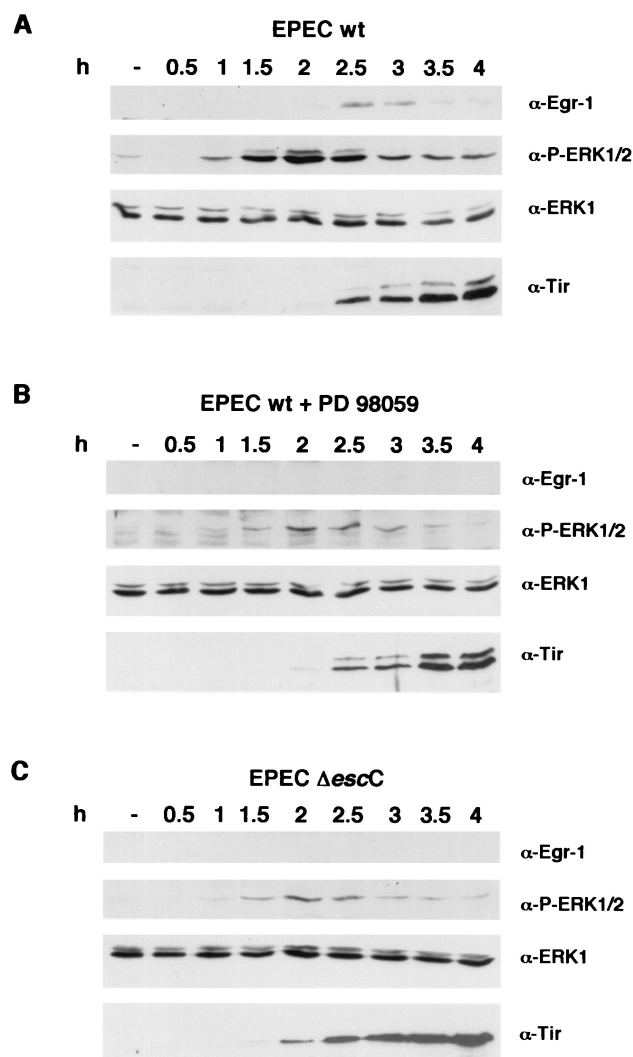 A
EPEC wt
h - 0.5 1 1.5 2 2.5 3 3.5 4
α-Egr-1
α-P-ERK1/2
α-ERK1
α-Tir
B
EPEC wt + PD 98059
h - 0.5 1 1.5 2 2.5 3 3.5 4
α-Egr-1
α-P-ERK1/2
α-ERK1
α-Tir
C
EPEC ΔescC
h - 0.5 1 1.5 2 2.5 3 3.5 4
α-Egr-1
α-P-ERK1/2
α-ERK1
α-Tir